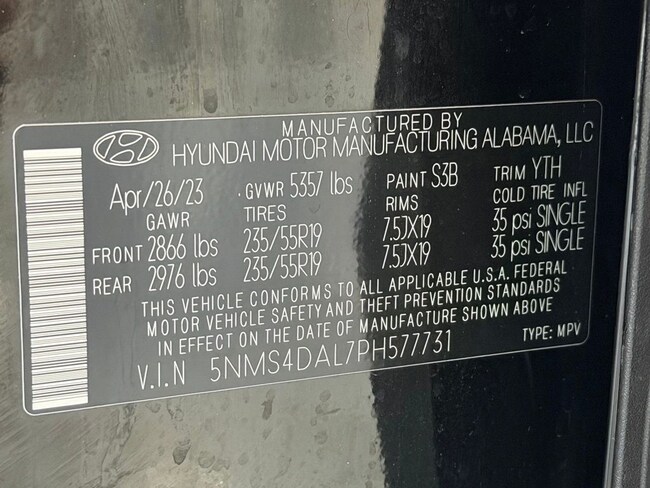 MANUFACTURED BY
HYUNDAI MOTOR MANUFACTURING ALABAMA, LLC
Apr/26/23 GVWR 5357 lbs PAINT S3B TRIM YTH
GAWR TIRES RIMS COLD TIRE INFL
FRONT 2866 lbs 235/55R19 7.5JX19 35 psi SINGLE
REAR 2976 lbs 235/55R19 7.5JX19 35 psi SINGLE
THIS VEHICLE CONFORMS TO ALL APPLICABLE U.S.A. FEDERAL
MOTOR VEHICLE SAFETY AND THEFT PREVENTION STANDARDS
IN EFFECT ON THE DATE OF MANUFACTURE SHOWN ABOVE
V.I.N 5NMS4DAL7PH577731 TYPE: MPV